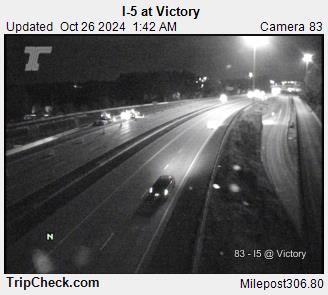 I-5 at Victory
Updated Oct 26 2024 1:42 AM Camera 83
T
N
83 - I5 @ Victory
TripCheck.com Milepost306.80